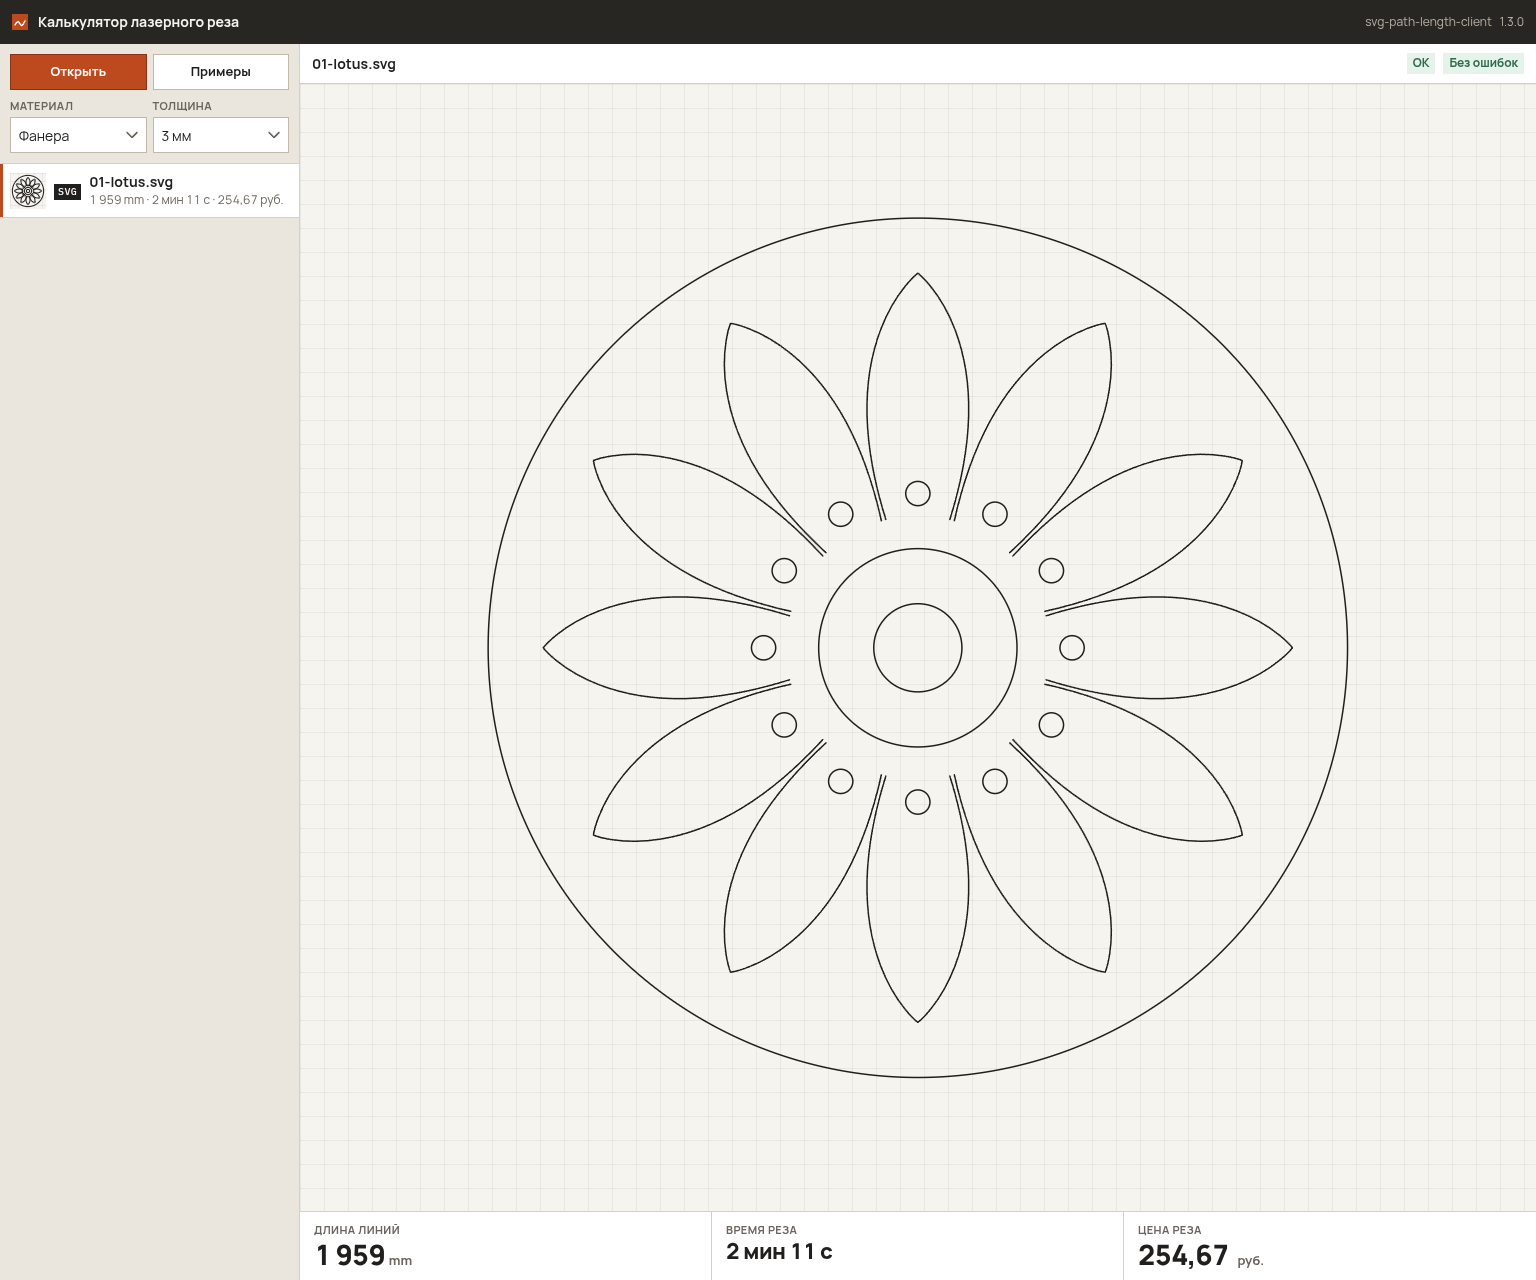 Калькулятор лазерного реза
svg-path-length-client 1.3.0
Открыть
Примеры
МАТЕРИАЛ
ТОЛЩИНА
Фанера
3 мм
SVG
01-lotus.svg
1 959 mm · 2 мин 11 с · 254,67 руб.
01-lotus.svg
OK
Без ошибок
ДЛИНА ЛИНИЙ
1 959 mm
ВРЕМЯ РЕЗА
2 мин 11 с
ЦЕНА РЕЗА
254,67 руб.